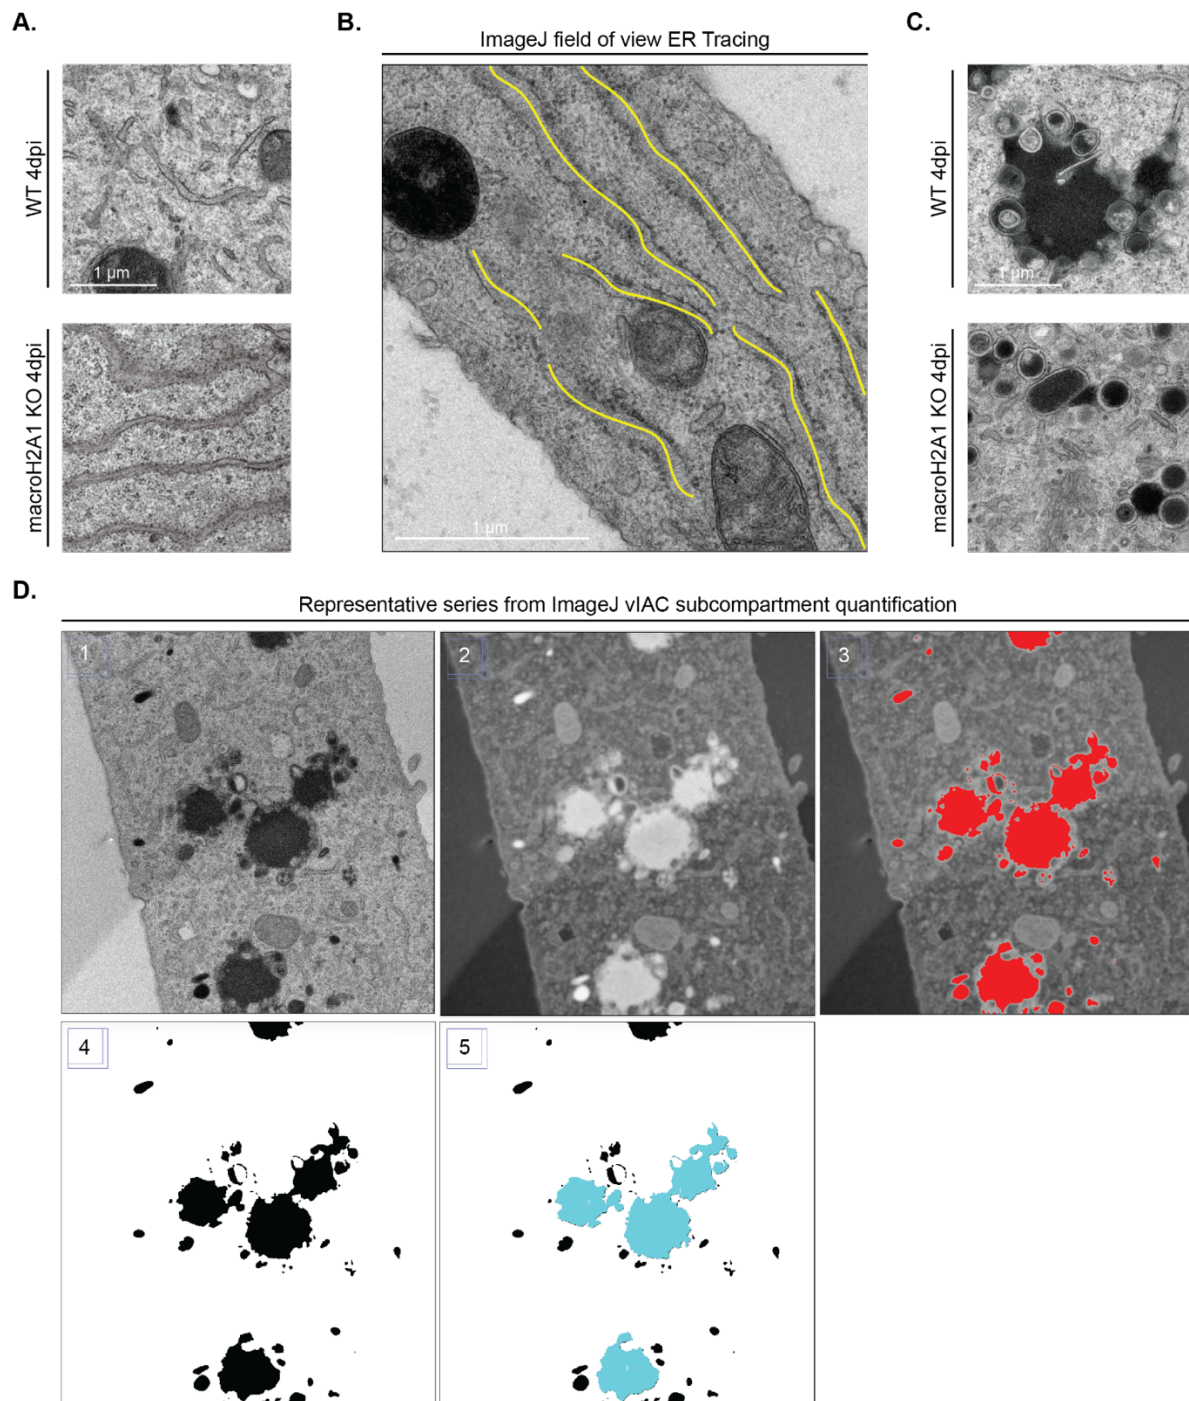 A.
B.
C.
ImageJ field of view ER Tracing
WT 4dpi
1 µm
macroH2A1 KO 4dpi
1 µm
WT 4dpi
1 µm
macroH2A1 KO 4dpi
D.
Representative series from ImageJ vIAC subcompartment quantification
1
2
3
4
5